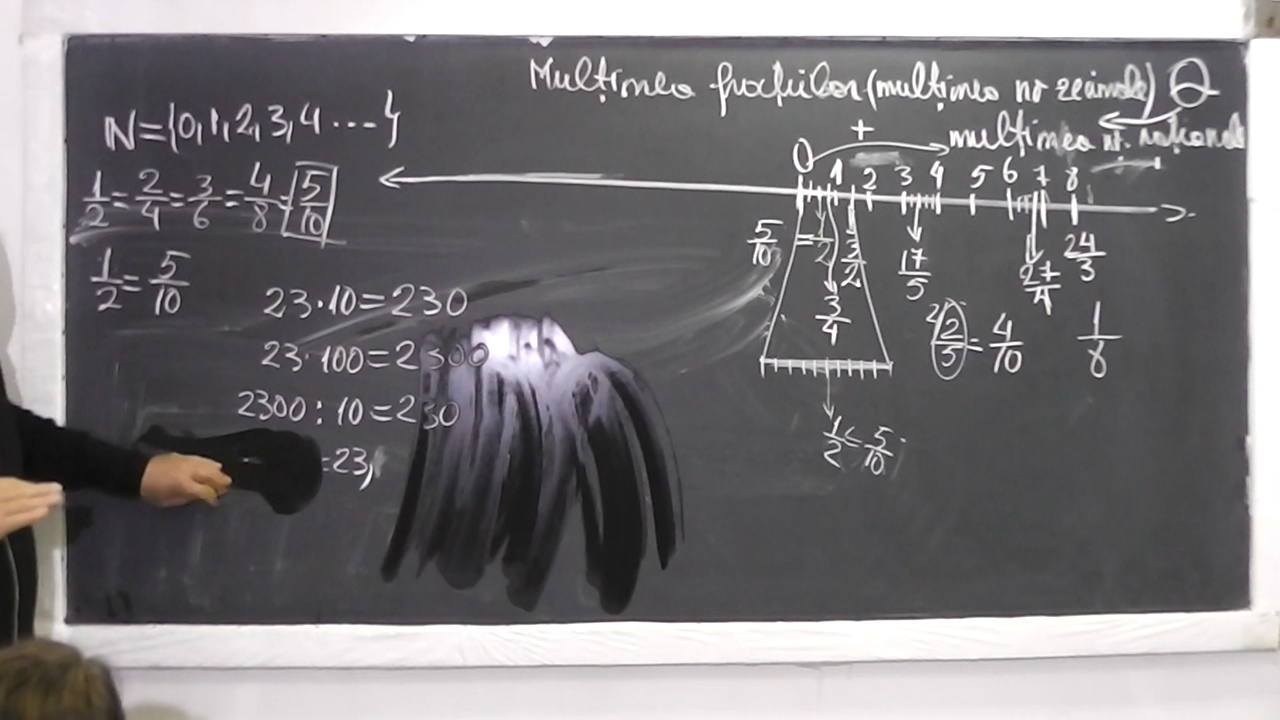 Mulțimea fracțiilor (mulțimea nr zecimale) Q
mulțimea nr. raționale
N={0,1,2,3,4 ....}
1/2=2/4=3/6=4/8=5/10
1/2=5/10
23·10=230
23·100=2300
2300:10=230
=23,
+
0 1 2 3 4 5 6 7 8
5/10 = 1/2 3/2 17/5 27/4 24/3
3/4
2 2/5=4/10 1/8
1/2=5/10